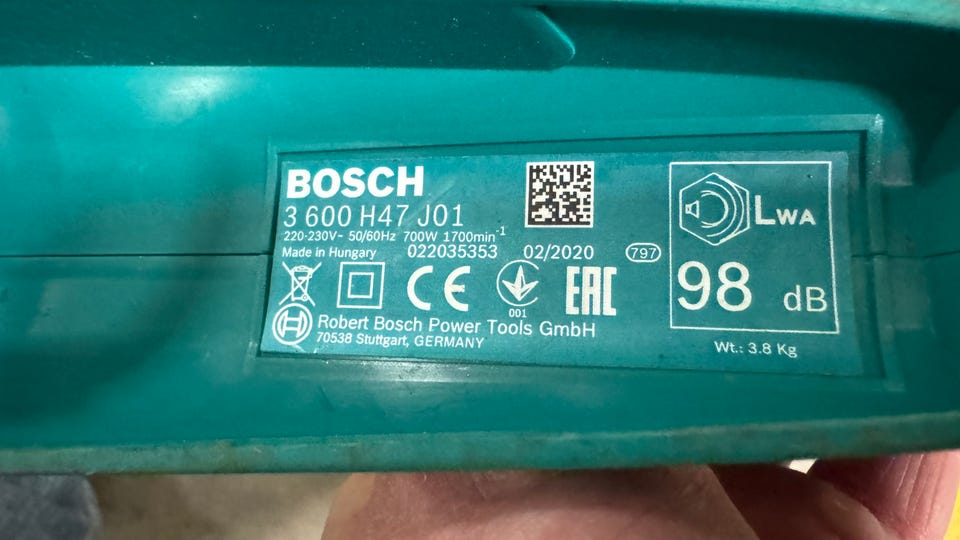 BOSCH
3 600 H47 J01
220-230V~ 50/60Hz 700W 1700min-1
Made in Hungary 022035353 02/2020 797
CE 001 EAC
Robert Bosch Power Tools GmbH
70538 Stuttgart, GERMANY
LWA
98 dB
Wt.: 3.8 Kg